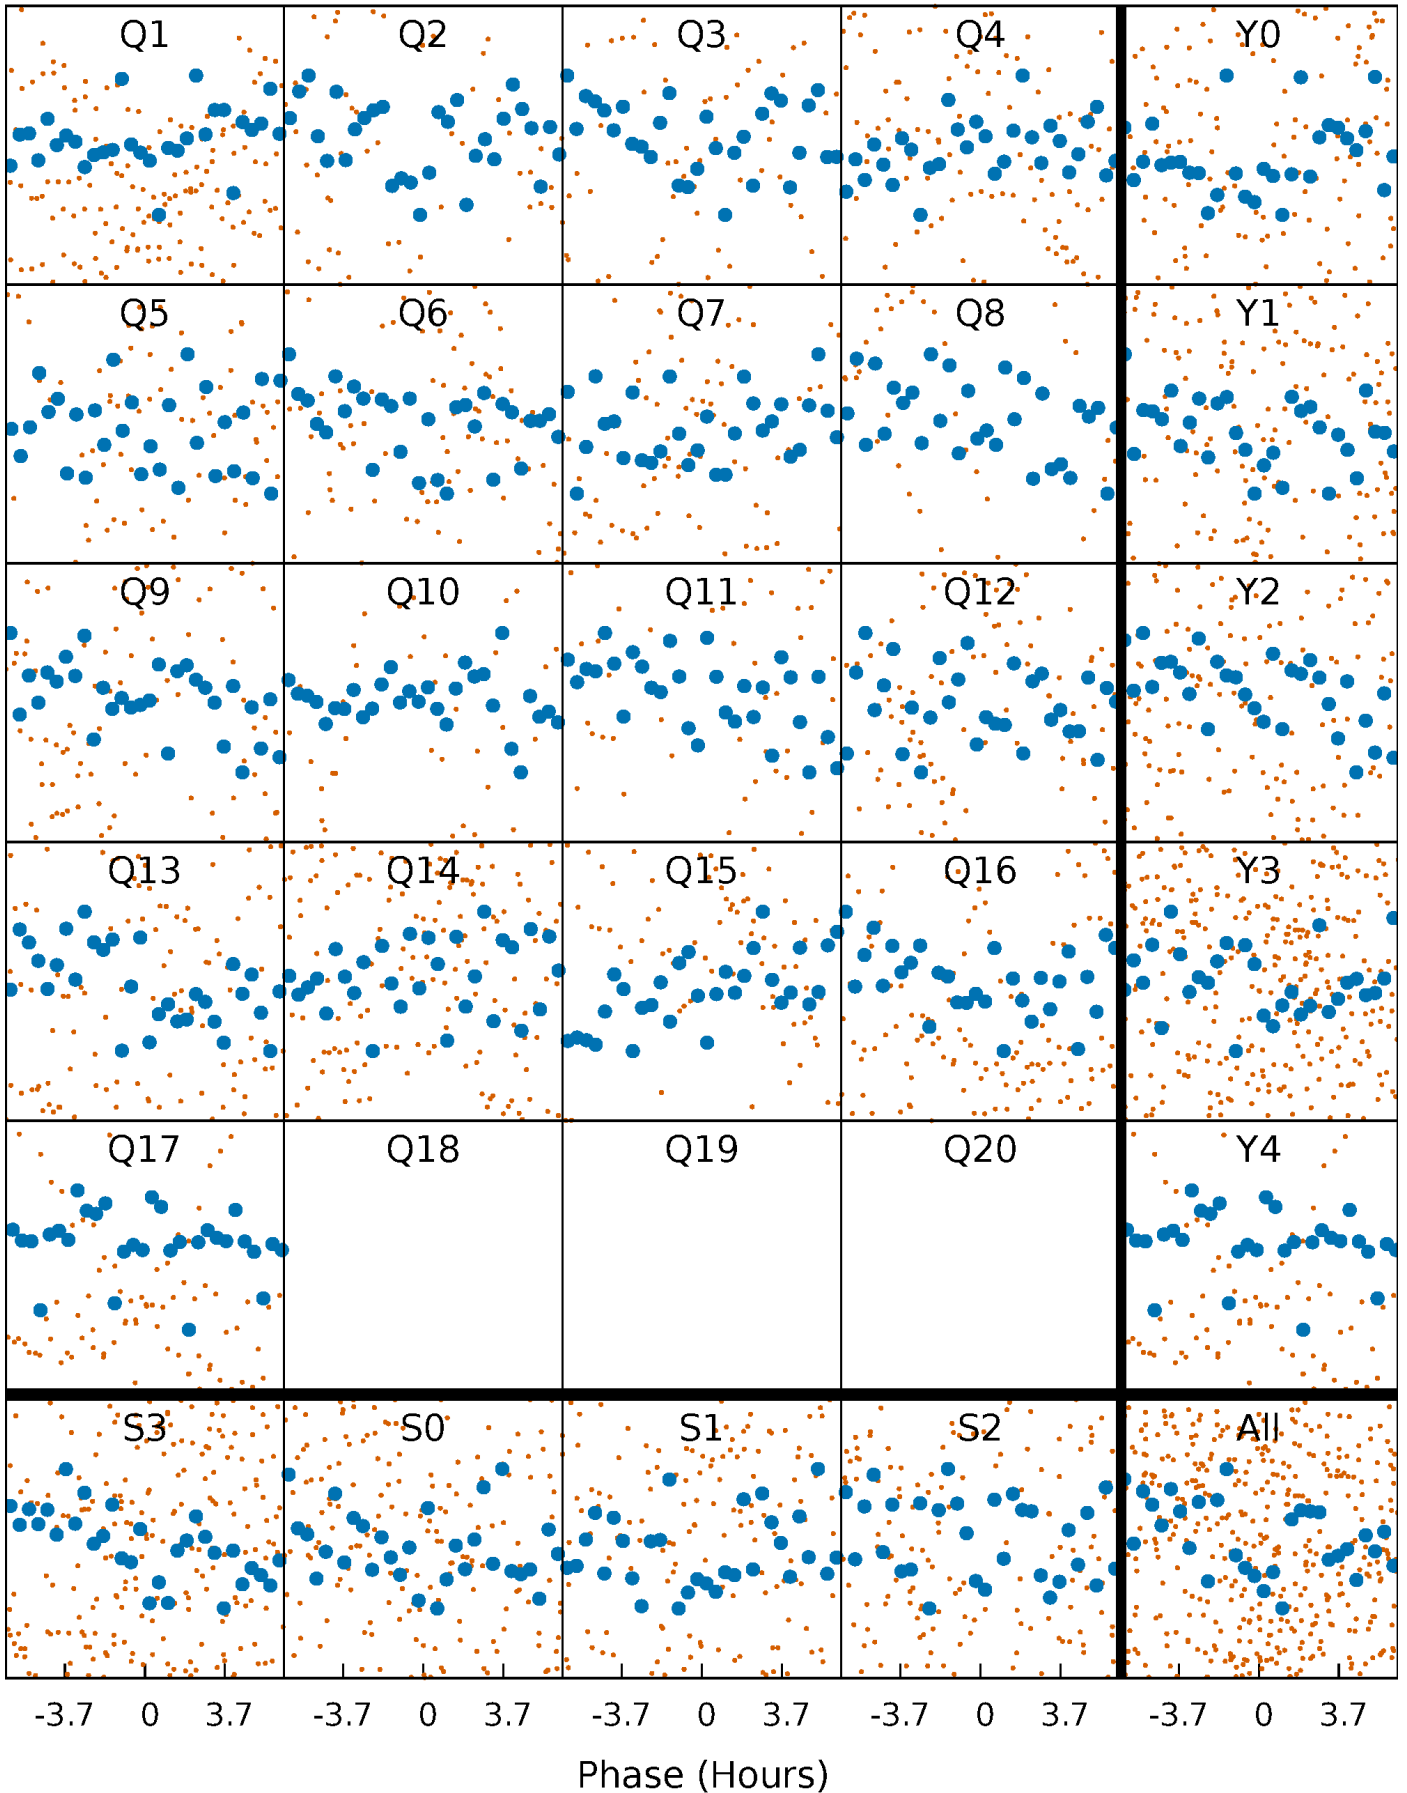 Q1 Q2 Q3 Q4 Y0
Q5 Q6 Q7 Q8 Y1
Q9 Q10 Q11 Q12 Y2
Q13 Q14 Q15 Q16 Y3
Q17 Q18 Q19 Q20 Y4
S3 S0 S1 S2 All
-3.7 0 3.7 -3.7 0 3.7 -3.7 0 3.7 -3.7 0 3.7 -3.7 0 3.7
Phase (Hours)